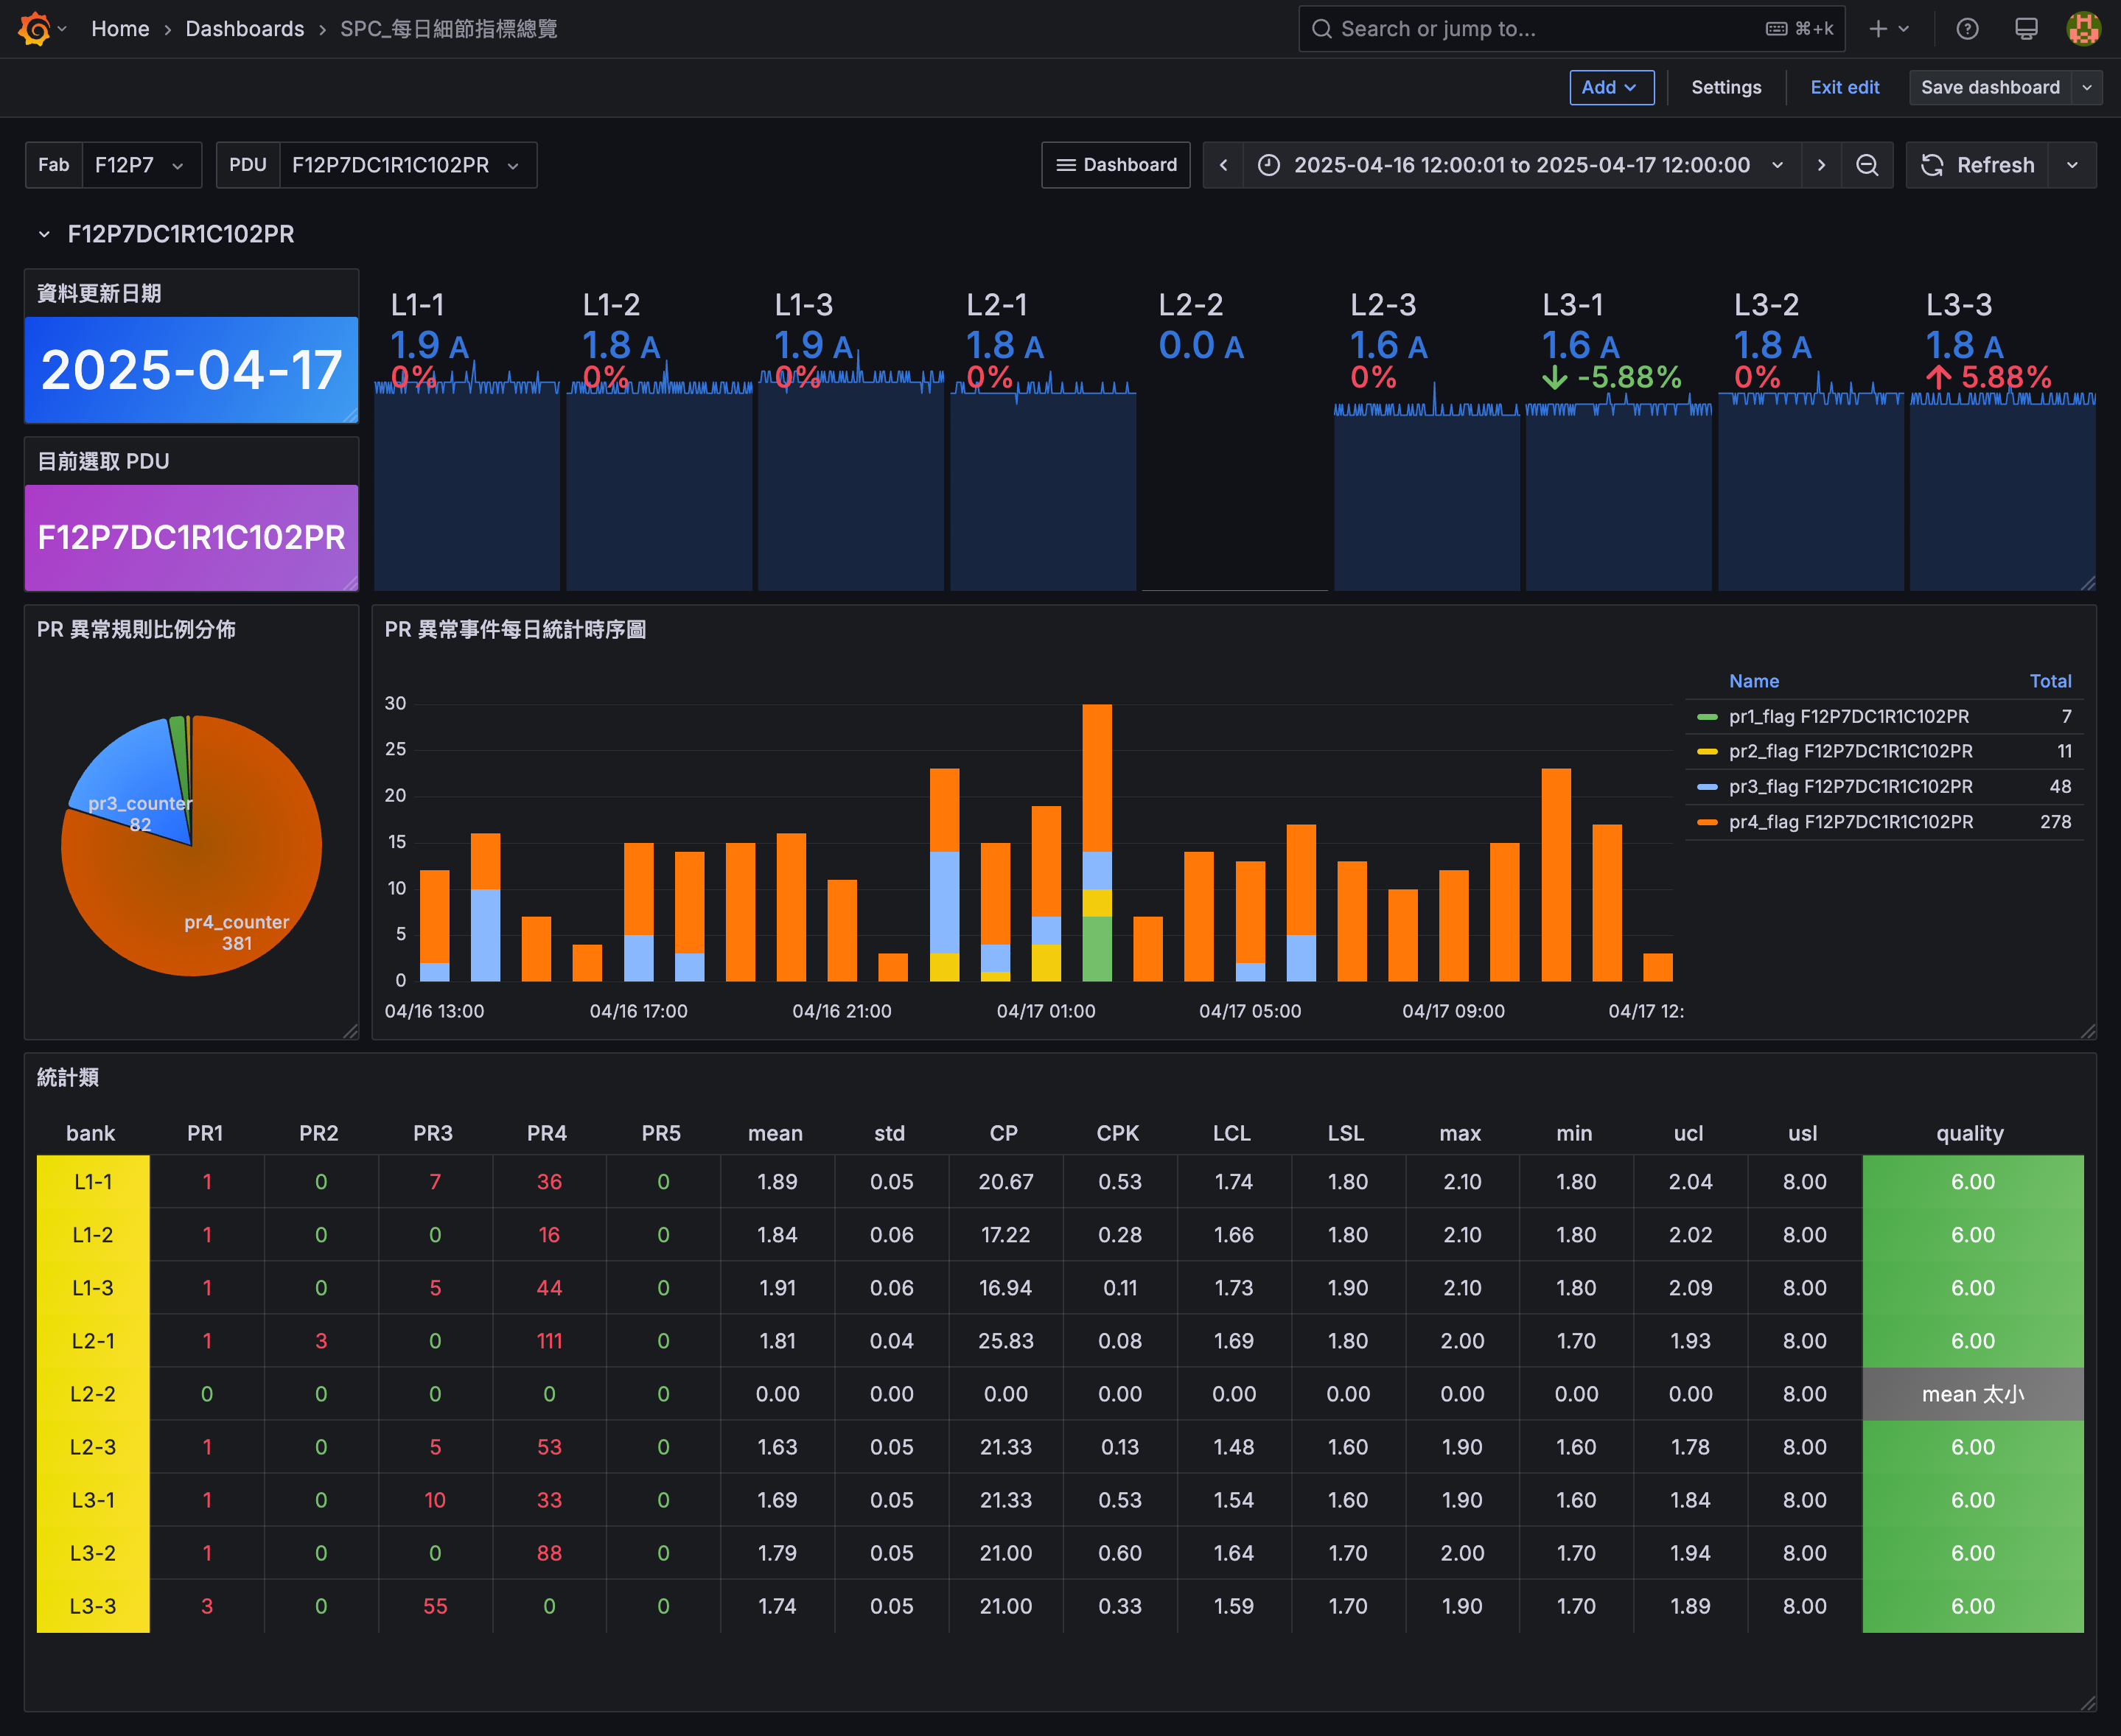 Home › Dashboards › SPC_每日細節指標總覽
Search or jump to... ⌘+k
Add Settings Exit edit Save dashboard
Fab F12P7 PDU F12P7DC1R1C102PR Dashboard 2025-04-16 12:00:01 to 2025-04-17 12:00:00 Refresh
F12P7DC1R1C102PR
資料更新日期
2025-04-17
目前選取 PDU
F12P7DC1R1C102PR
L1-1 L1-2 L1-3 L2-1 L2-2 L2-3 L3-1 L3-2 L3-3
1.9 A 1.8 A 1.9 A 1.8 A 0.0 A 1.6 A 1.6 A 1.8 A 1.8 A
0% 0% 0% 0% 0% -5.88% 0% 5.88%
PR 異常規則比例分佈
pr3_counter
82
pr4_counter
381
PR 異常事件每日統計時序圖
30
25
20
15
10
5
0
04/16 13:00 04/16 17:00 04/16 21:00 04/17 01:00 04/17 05:00 04/17 09:00 04/17 12:
Name Total
pr1_flag F12P7DC1R1C102PR 7
pr2_flag F12P7DC1R1C102PR 11
pr3_flag F12P7DC1R1C102PR 48
pr4_flag F12P7DC1R1C102PR 278
統計類
bank PR1 PR2 PR3 PR4 PR5 mean std CP CPK LCL LSL max min ucl usl quality
L1-1 1 0 7 36 0 1.89 0.05 20.67 0.53 1.74 1.80 2.10 1.80 2.04 8.00 6.00
L1-2 1 0 0 16 0 1.84 0.06 17.22 0.28 1.66 1.80 2.10 1.80 2.02 8.00 6.00
L1-3 1 0 5 44 0 1.91 0.06 16.94 0.11 1.73 1.90 2.10 1.80 2.09 8.00 6.00
L2-1 1 3 0 111 0 1.81 0.04 25.83 0.08 1.69 1.80 2.00 1.70 1.93 8.00 6.00
L2-2 0 0 0 0 0 0.00 0.00 0.00 0.00 0.00 0.00 0.00 0.00 0.00 8.00 mean 太小
L2-3 1 0 5 53 0 1.63 0.05 21.33 0.13 1.48 1.60 1.90 1.60 1.78 8.00 6.00
L3-1 1 0 10 33 0 1.69 0.05 21.33 0.53 1.54 1.60 1.90 1.60 1.84 8.00 6.00
L3-2 1 0 0 88 0 1.79 0.05 21.00 0.60 1.64 1.70 2.00 1.70 1.94 8.00 6.00
L3-3 3 0 55 0 0 1.74 0.05 21.00 0.33 1.59 1.70 1.90 1.70 1.89 8.00 6.00